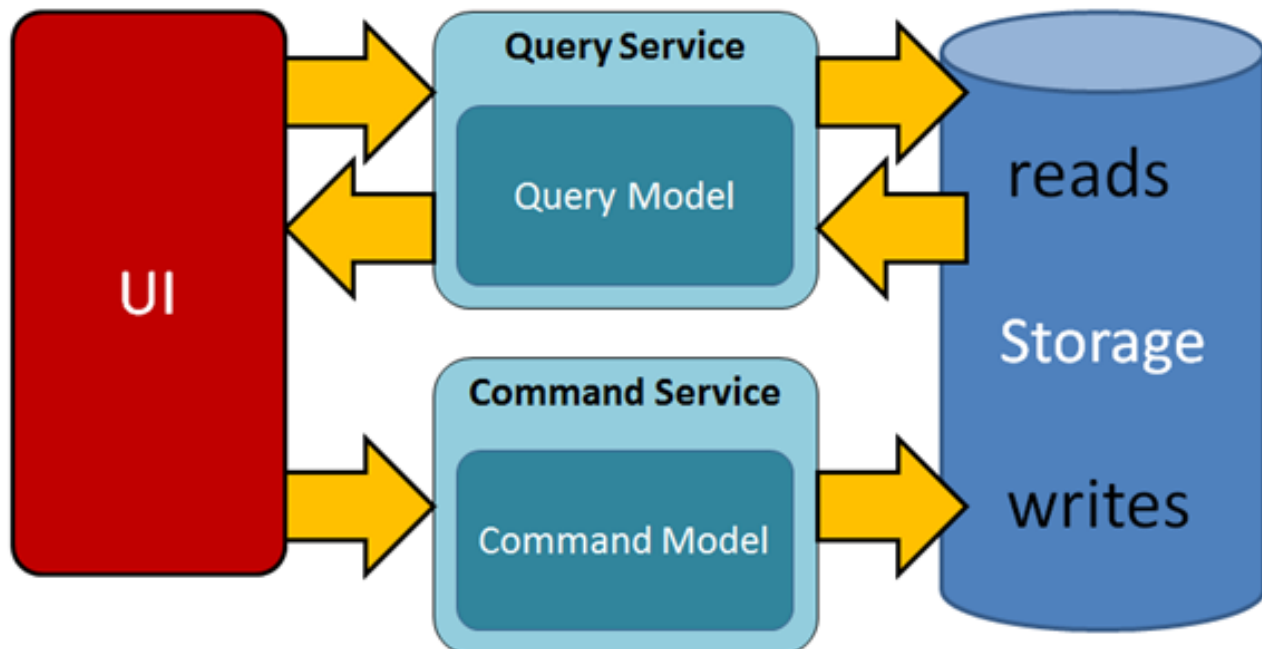 UI
Query Service
Query Model
reads
Storage
Command Service
Command Model
writes